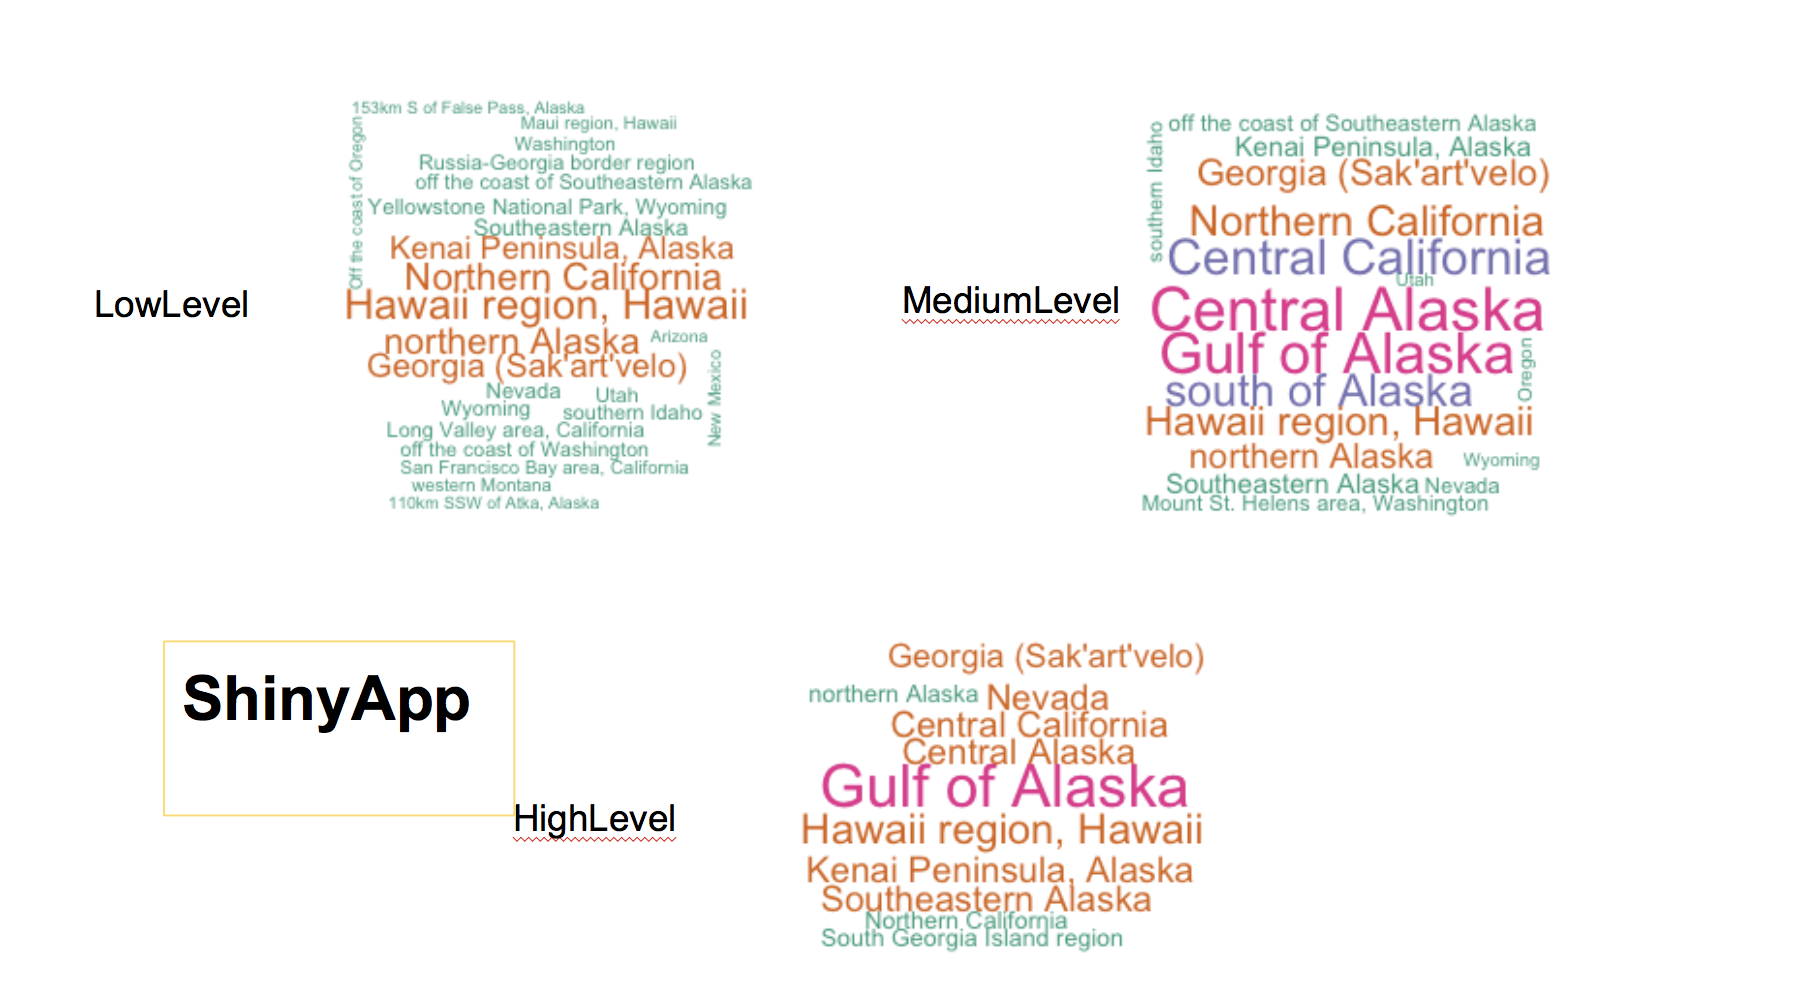 LowLevel
153km S of False Pass, Alaska
Off the coast of Oregon
Maui region, Hawaii
Washington
Russia-Georgia border region
off the coast of Southeastern Alaska
Yellowstone National Park, Wyoming
Southeastern Alaska
Kenai Peninsula, Alaska
Northern California
Hawaii region, Hawaii
northern Alaska
Arizona
Georgia (Sak'art'velo)
New Mexico
Nevada
Utah
Wyoming
southern Idaho
Long Valley area, California
off the coast of Washington
San Francisco Bay area, California
western Montana
110km SSW of Atka, Alaska
MediumLevel
off the coast of Southeastern Alaska
southern Idaho
Kenai Peninsula, Alaska
Georgia (Sak'art'velo)
Northern California
Central California
Utah
Central Alaska
Gulf of Alaska
Oregon
south of Alaska
Hawaii region, Hawaii
northern Alaska
Wyoming
Southeastern Alaska
Nevada
Mount St. Helens area, Washington
ShinyApp
HighLevel
Georgia (Sak'art'velo)
northern Alaska
Nevada
Central California
Central Alaska
Gulf of Alaska
Hawaii region, Hawaii
Kenai Peninsula, Alaska
Southeastern Alaska
Northern California
South Georgia Island region